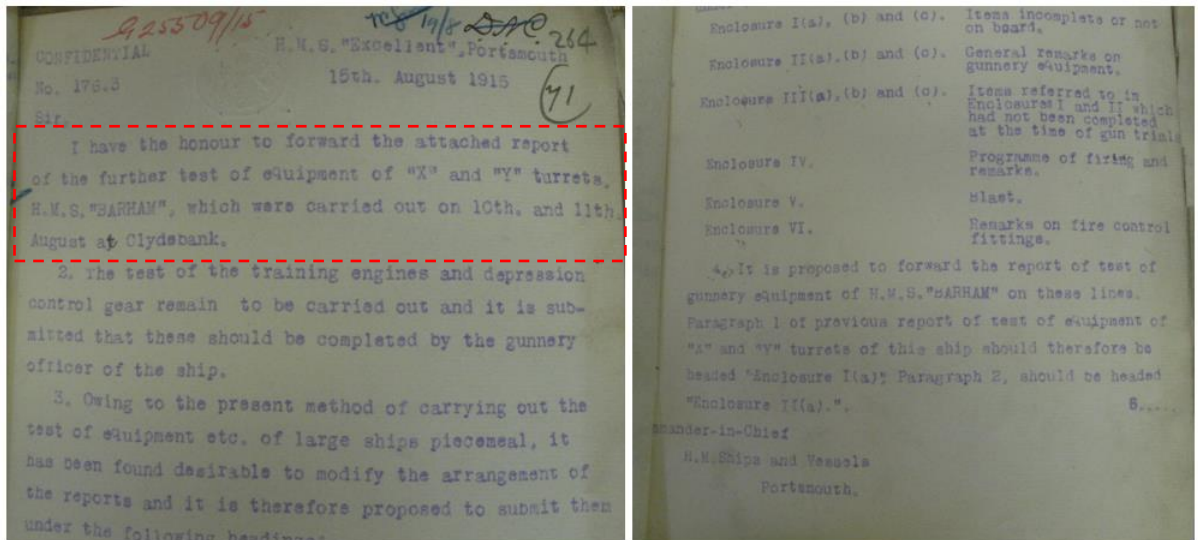 G25509/15
19/8
264
CONFIDENTIAL
H.M.S. "Excellent", Portsmouth
No. 176.3
15th. August 1915
71
Sir,
I have the honour to forward the attached report
of the further test of equipment of "X" and "Y" turrets,
H.M.S. "BARHAM", which were carried out on 10th. and 11th.
August at Clydebank.
2. The test of the training engines and depression
control gear remain to be carried out and it is sub-
mitted that these should be completed by the gunnery
officer of the ship.
3. Owing to the present method of carrying out the
test of equipment etc. of large ships piecemeal, it
has been found desirable to modify the arrangement of
the reports and it is therefore proposed to submit them
under the following
Enclosure I(a), (b) and (c). Items incomplete or not
on board.
Enclosure II(a),(b) and (c). General remarks on
gunnery equipment.
Enclosure III(a),(b) and (c). Items referred to in
Enclosures I and II which
had not been completed
at the time of gun trials
Enclosure IV. Programme of firing and
remarks.
Enclosure V. Blast.
Enclosure VI. Remarks on fire control
fittings.
4. It is proposed to forward the report of test of
gunnery equipment of H.M.S. "BARHAM" on these lines.
Paragraph 1 of previous report of test of equipment of
and "Y" turrets of this ship should therefore be
headed "Enclosure I(a)" Paragraph 2, should be headed
"Enclosure II(a).".
mander-in-Chief
H.M.Ships and Vessels
Portsmouth.